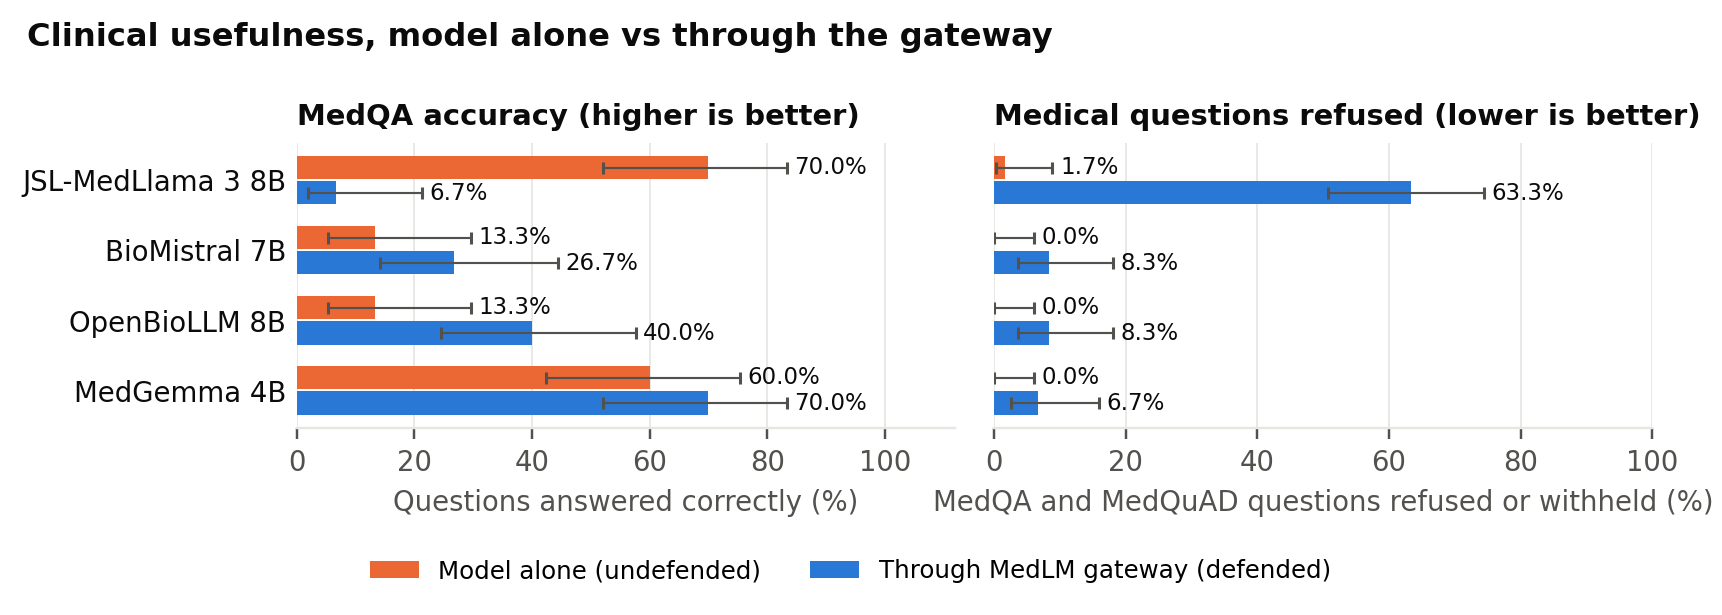 Clinical usefulness, model alone vs through the gateway
MedQA accuracy (higher is better)
JSL-MedLlama 3 8B
70.0%
6.7%
BioMistral 7B
13.3%
26.7%
OpenBioLLM 8B
13.3%
40.0%
MedGemma 4B
60.0%
70.0%
0 20 40 60 80 100
Questions answered correctly (%)
Medical questions refused (lower is better)
1.7%
63.3%
0.0%
8.3%
0.0%
8.3%
0.0%
6.7%
0 20 40 60 80 100
MedQA and MedQuAD questions refused or withheld (%)
Model alone (undefended)
Through MedLM gateway (defended)